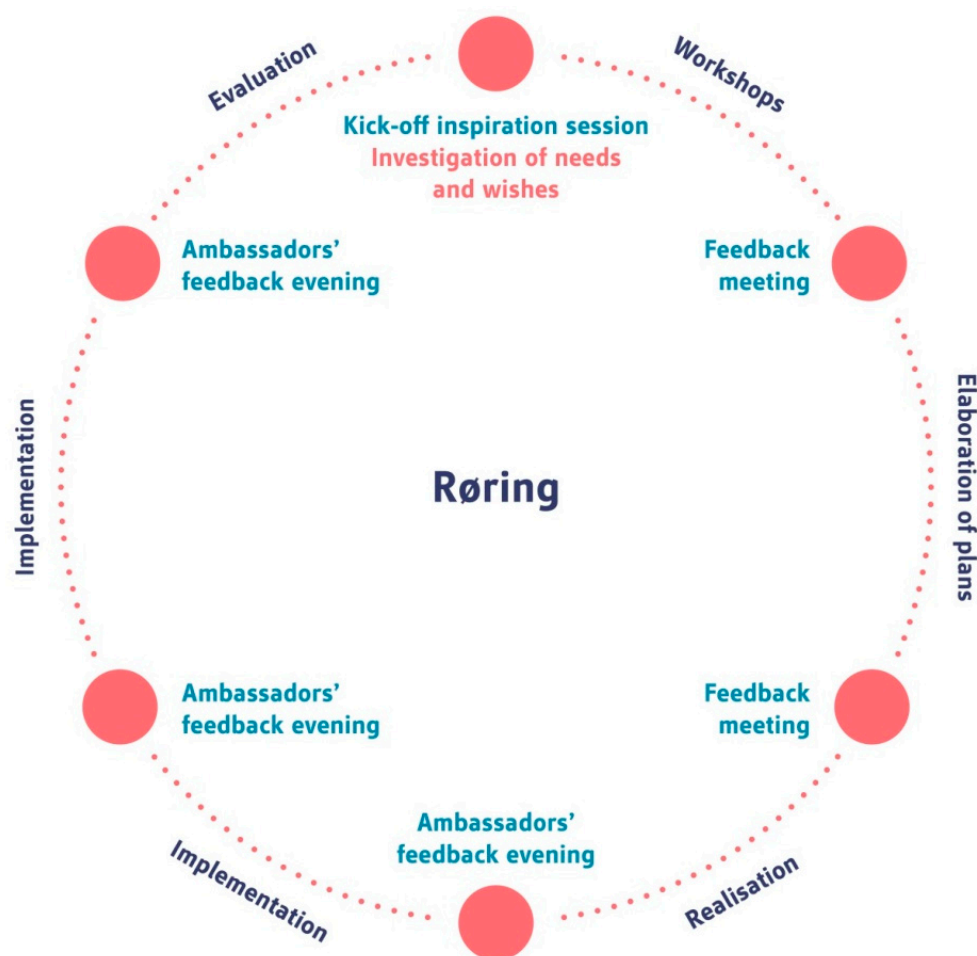 Evaluation
Workshops
Kick-off inspiration session
Investigation of needs
and wishes
Ambassadors’
feedback evening
Feedback
meeting
Implementation
Elaboration of plans
Røring
Ambassadors’
feedback evening
Feedback
meeting
Ambassadors’
feedback evening
Implementation
Realisation